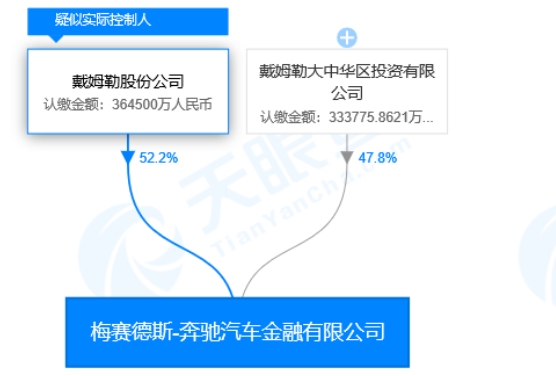 疑似实际控制人
戴姆勒股份公司
认缴金额：364500万人民币
戴姆勒大中华区投资有限
公司
认缴金额：333775.8621万...
52.2%
47.8%
天眼查
TianYanCha.com
梅赛德斯-奔驰汽车金融有限公司